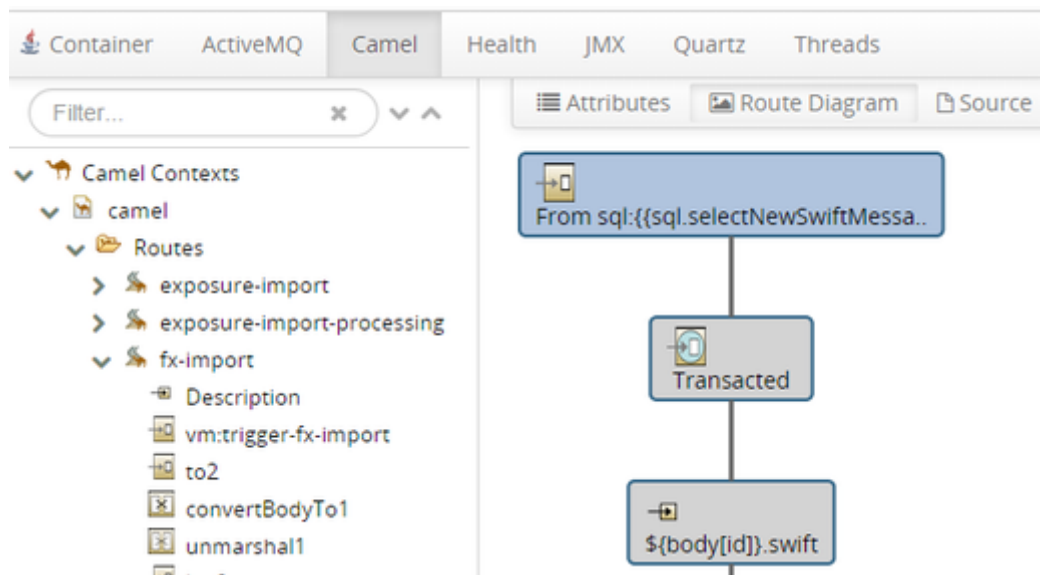 Container ActiveMQ Camel Health JMX Quartz Threads
Filter...
Attributes Route Diagram Source
Camel Contexts
camel
Routes
exposure-import
exposure-import-processing
fx-import
Description
vm:trigger-fx-import
to2
convertBodyTo1
unmarshal1
From sql:{{sql.selectNewSwiftMessa..
Transacted
${body[id]}.swift